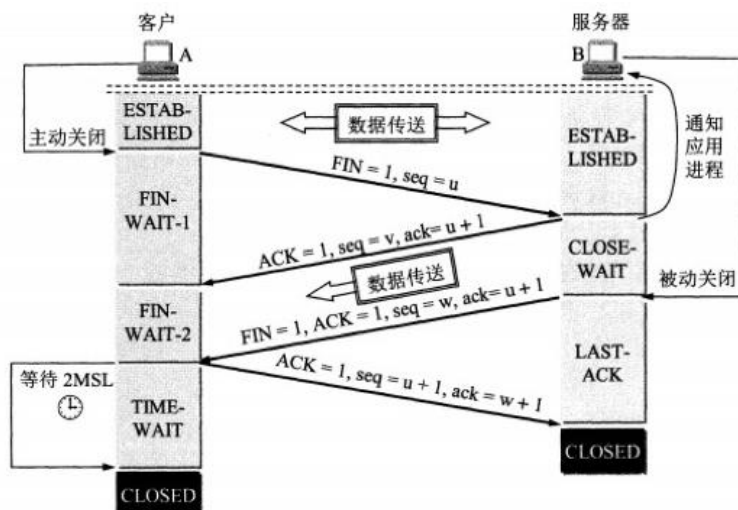 客户
服务器
A
B
ESTAB-
LISHED
数据传送
ESTAB-
LISHED
通知
应用
进程
主动关闭
FIN = 1, seq = u
FIN-
WAIT-1
ACK = 1, seq = v, ack= u + 1
CLOSE-
WAIT
数据传送
被动关闭
FIN-
WAIT-2
FIN = 1, ACK = 1, seq = w, ack= u + 1
LAST-
ACK
等待 2MSL
ACK = 1, seq = u + 1, ack = w + 1
TIME-
WAIT
CLOSED
CLOSED